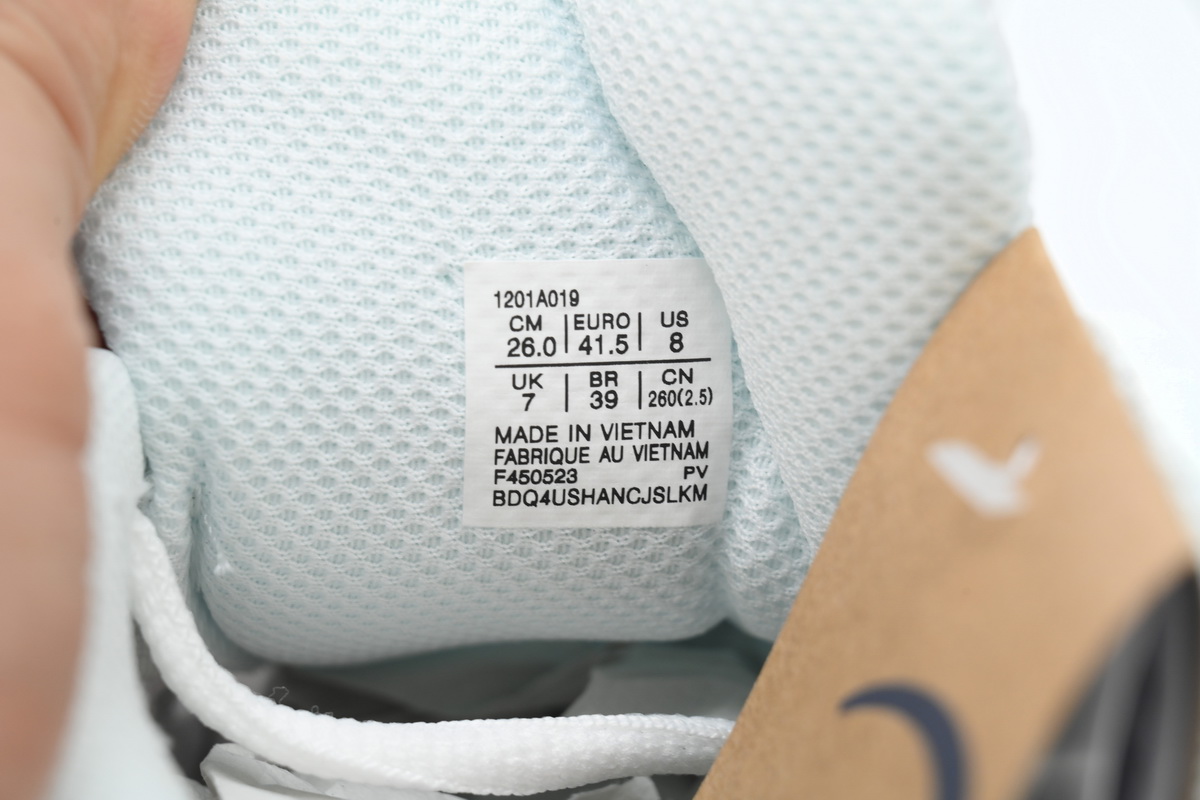 1201A019
CM | EURO | US
26.0 | 41.5 | 8
UK | BR | CN
7 | 39 | 260(2.5)
MADE IN VIETNAM
FABRIQUE AU VIETNAM
F450523 PV
BDQ4USHANCJSLKM